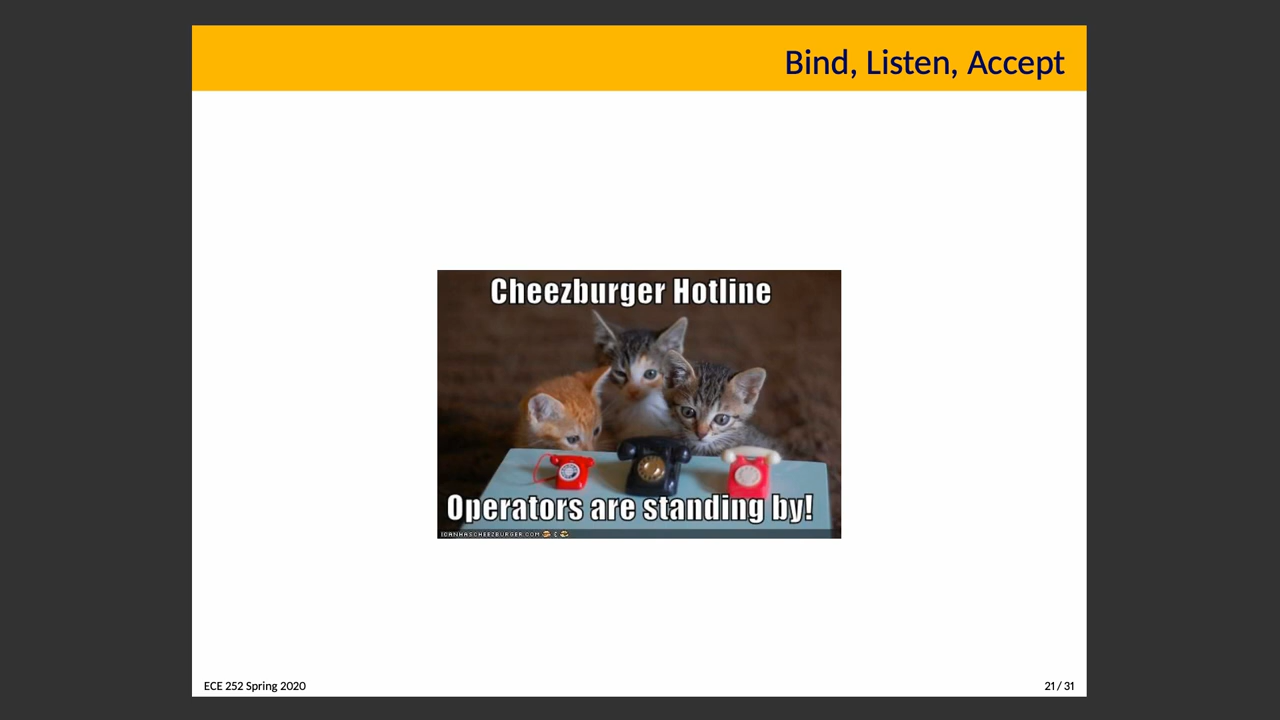 Bind, Listen, Accept
Cheezburger Hotline
Operators are standing by!
ICANHASCHEEZBURGER.COM
ECE 252 Spring 2020
21 / 31